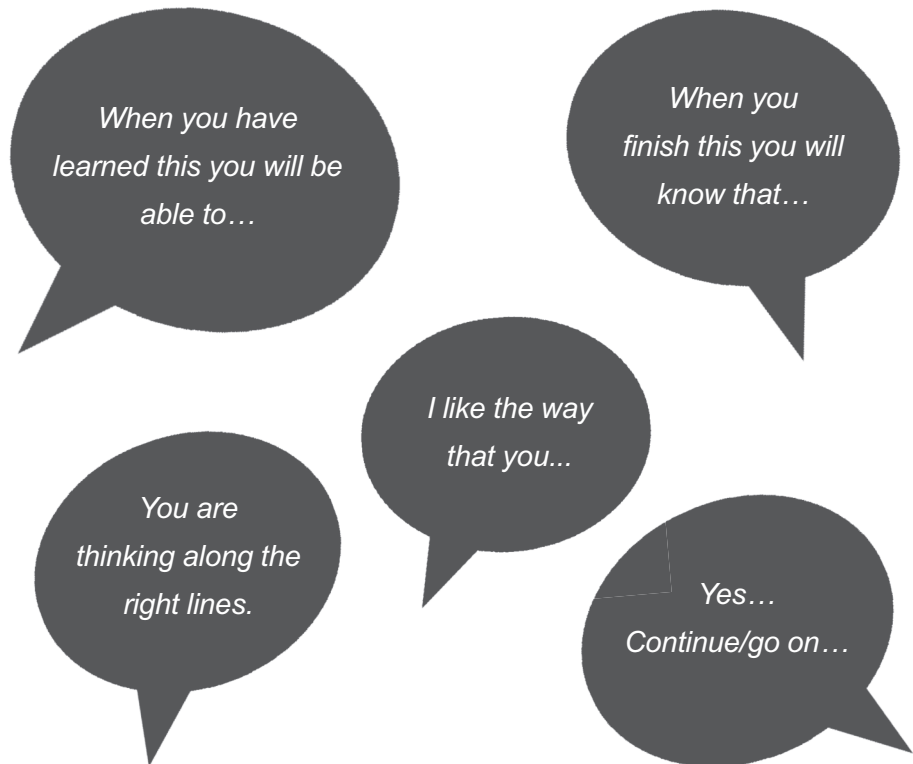 When you have
learned this you will be
able to…
When you
finish this you will
know that…
I like the way
that you...
You are
thinking along the
right lines.
Yes…
Continue/go on…